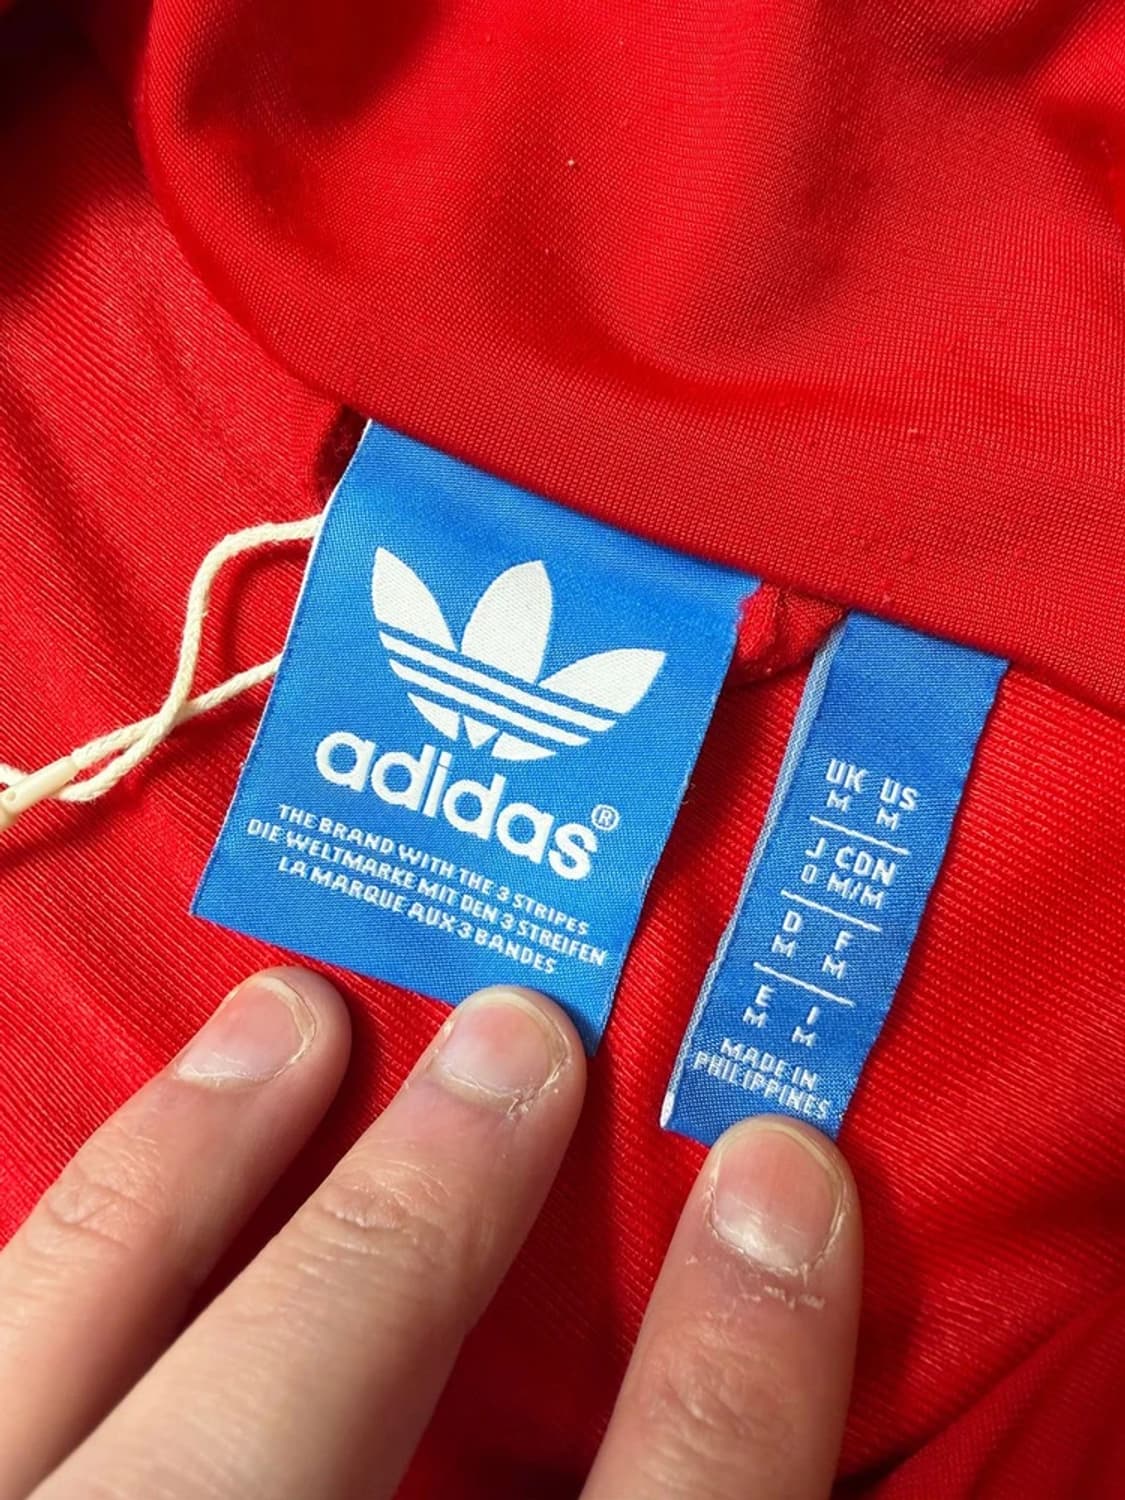 adidas®
THE BRAND WITH THE 3 STRIPES
DIE WELTMARKE MIT DEN 3 STREIFEN
LA MARQUE AUX 3 BANDES
UK US
M M
J CDN
O M/M
D F
M M
E I
M M
MADE IN
PHILIPPINES